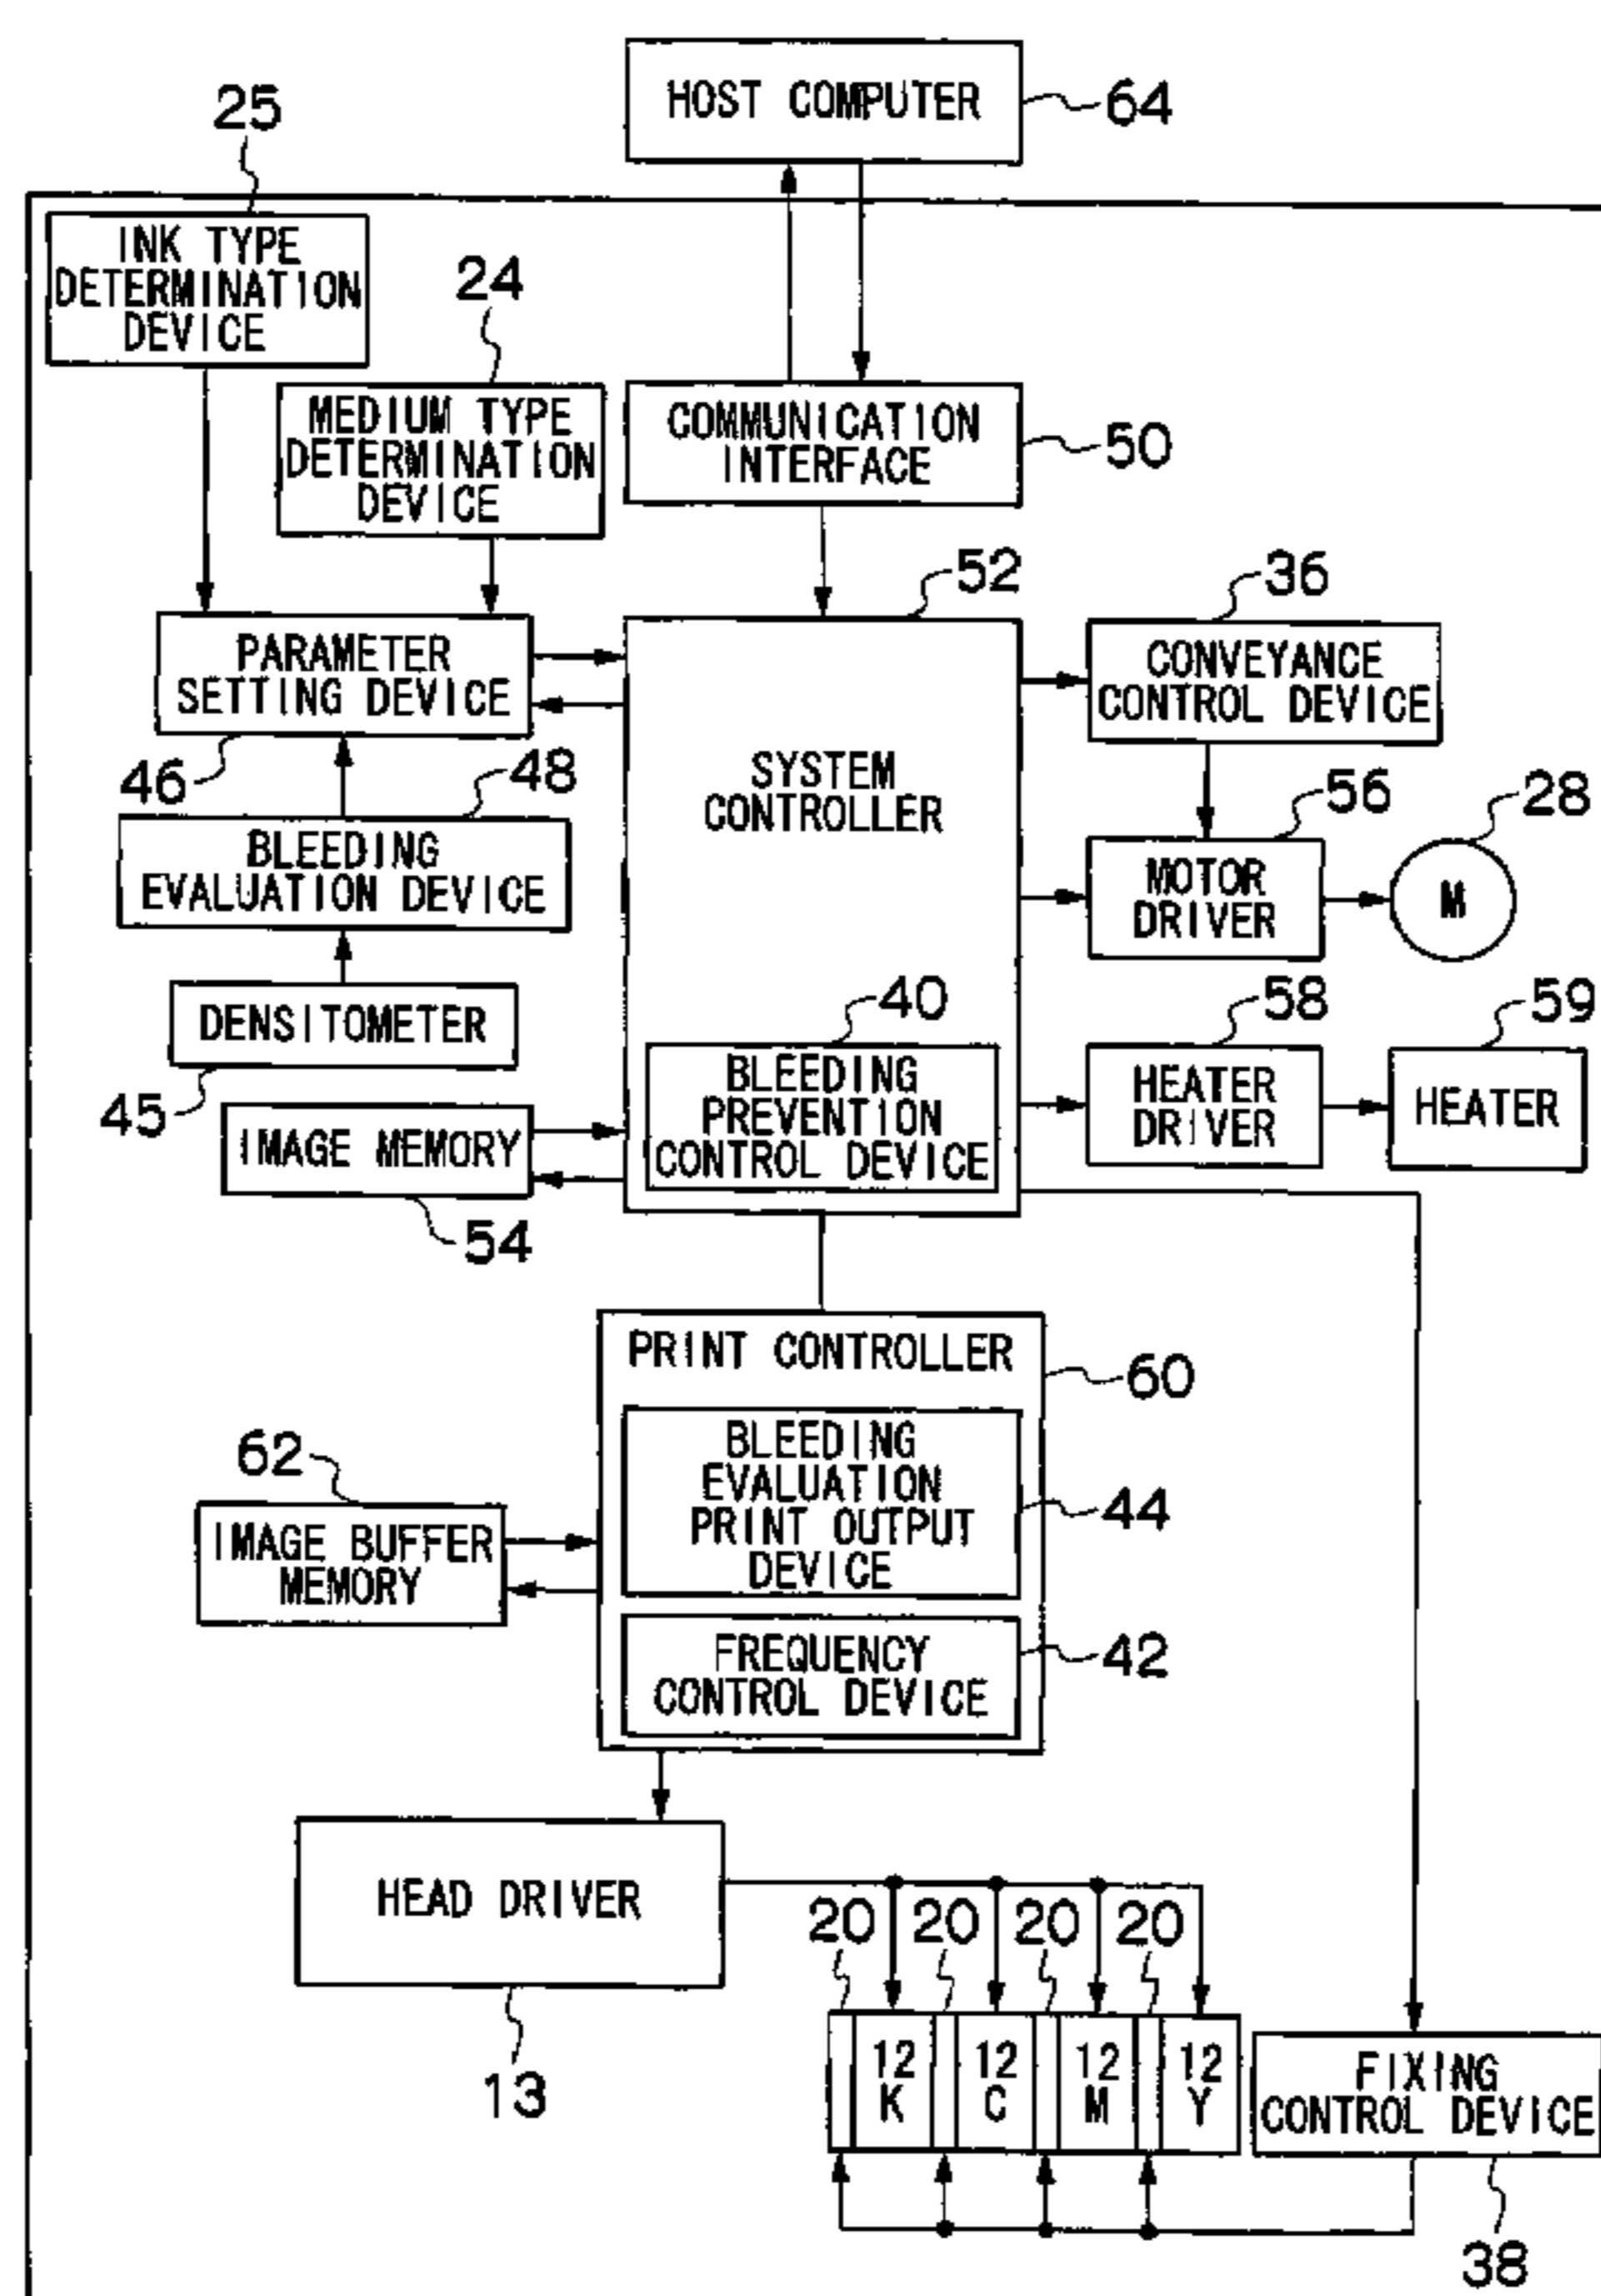 HOST COMPUTER
64
25
INK TYPE
DETERMINATION
DEVICE
24
MEDIUM TYPE
DETERMINATION
DEVICE
COMMUNICATION
INTERFACE
50
52
36
PARAMETER
SETTING DEVICE
46
CONVEYANCE
CONTROL DEVICE
48
SYSTEM
CONTROLLER
56
28
BLEEDING
EVALUATION DEVICE
MOTOR
DRIVER
M
DENSITOMETER
45
40
58
59
BLEEDING
PREVENTION
CONTROL DEVICE
HEATER
DRIVER
HEATER
IMAGE MEMORY
54
PRINT CONTROLLER
60
62
IMAGE BUFFER
MEMORY
BLEEDING
EVALUATION
PRINT OUTPUT
DEVICE
44
FREQUENCY
CONTROL DEVICE
42
HEAD DRIVER
13
20 20 20 20
12 12 12 12
K C M Y
FIXING
CONTROL DEVICE
38